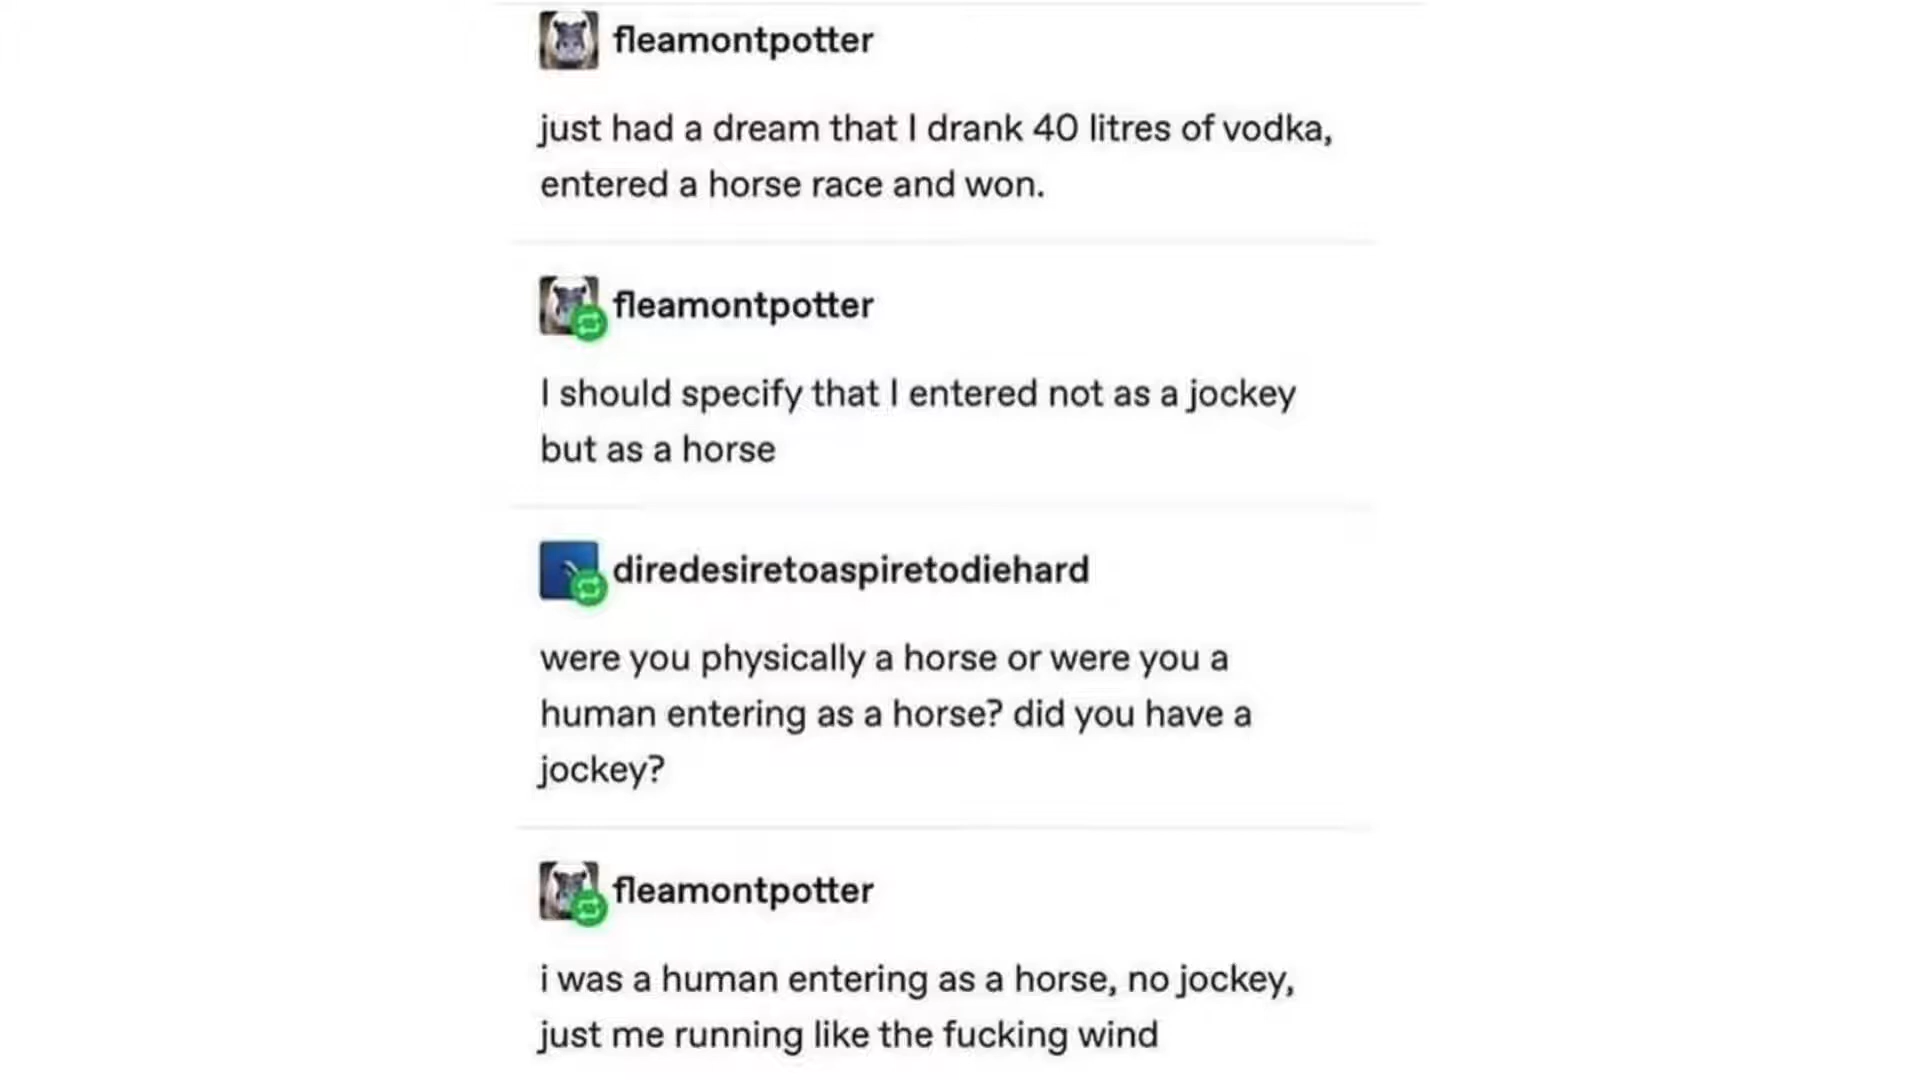 fleamontpotter
just had a dream that I drank 40 litres of vodka,
entered a horse race and won.
fleamontpotter
I should specify that I entered not as a jockey
but as a horse
diredesiretoaspiretodiehard
were you physically a horse or were you a
human entering as a horse? did you have a
jockey?
fleamontpotter
i was a human entering as a horse, no jockey,
just me running like the fucking wind